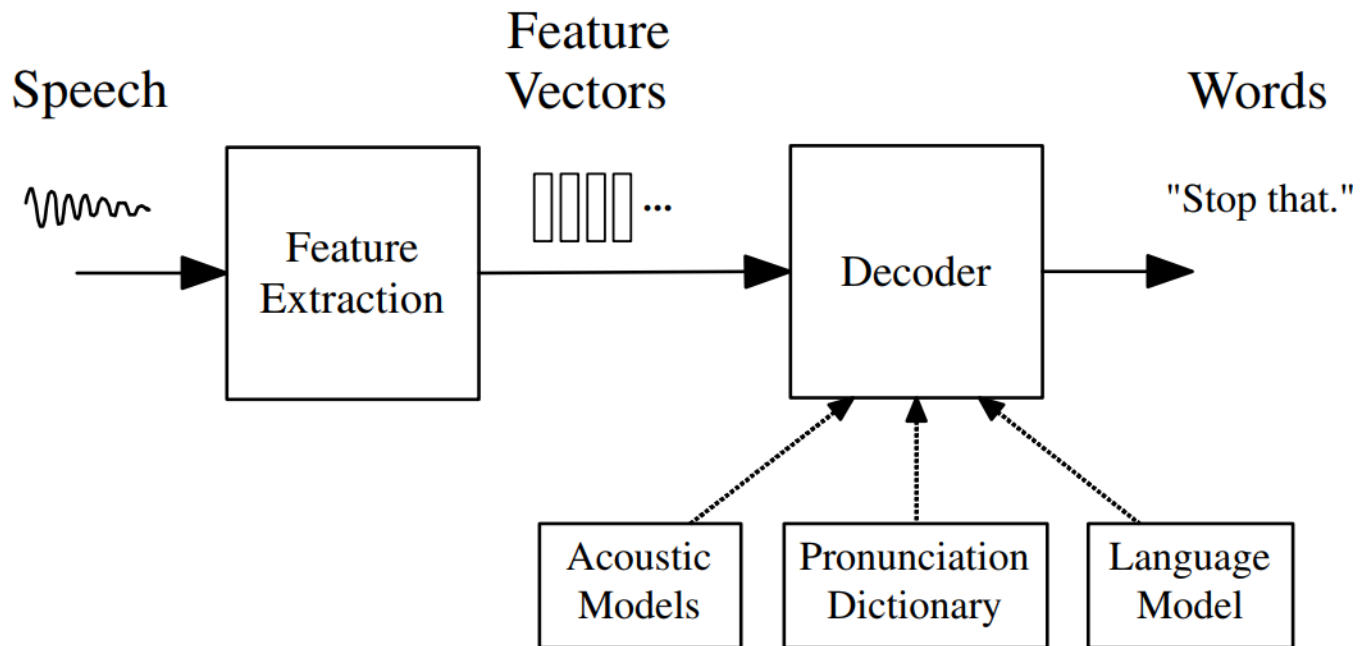 Speech
Feature
Vectors
Words
...
"Stop that."
Feature
Extraction
Decoder
Acoustic
Models
Pronunciation
Dictionary
Language
Model